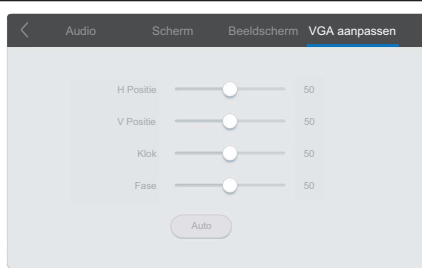 Audio Scherm Beeldscherm VGA aanpassen
H Positie 50
V Positie 50
Klok 50
Fase 50
Auto